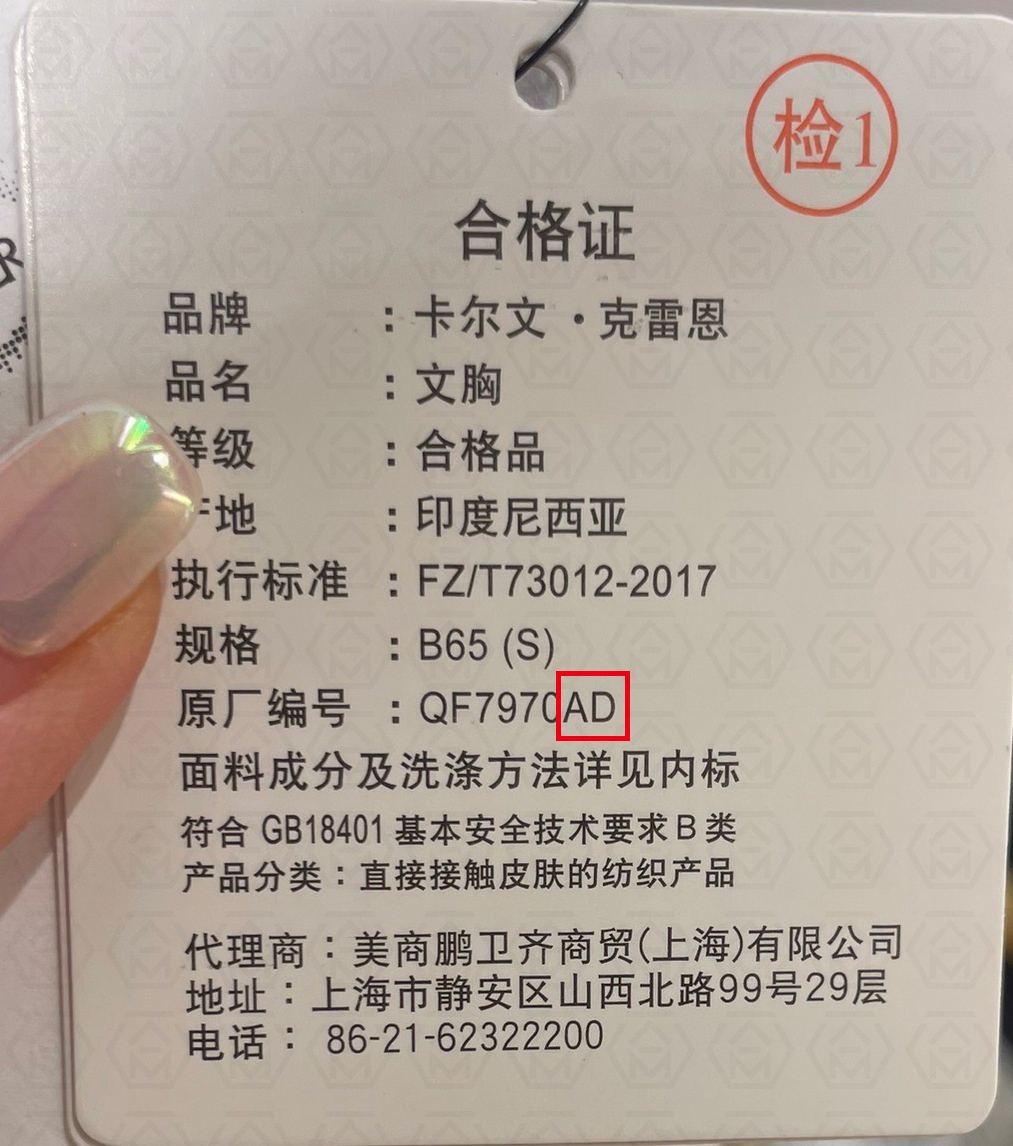 检1
合格证
品牌 : 卡尔文·克雷恩
品名 : 文胸
等级 : 合格品
地 : 印度尼西亚
执行标准 : FZ/T73012-2017
规格 : B65 (S)
原厂编号 : QF7970AD
面料成分及洗涤方法详见内标
符合 GB18401 基本安全技术要求 B 类
产品分类：直接接触皮肤的纺织产品
代理商：美商鹏卫齐商贸(上海)有限公司
地址：上海市静安区山西北路99号29层
电话： 86-21-62322200